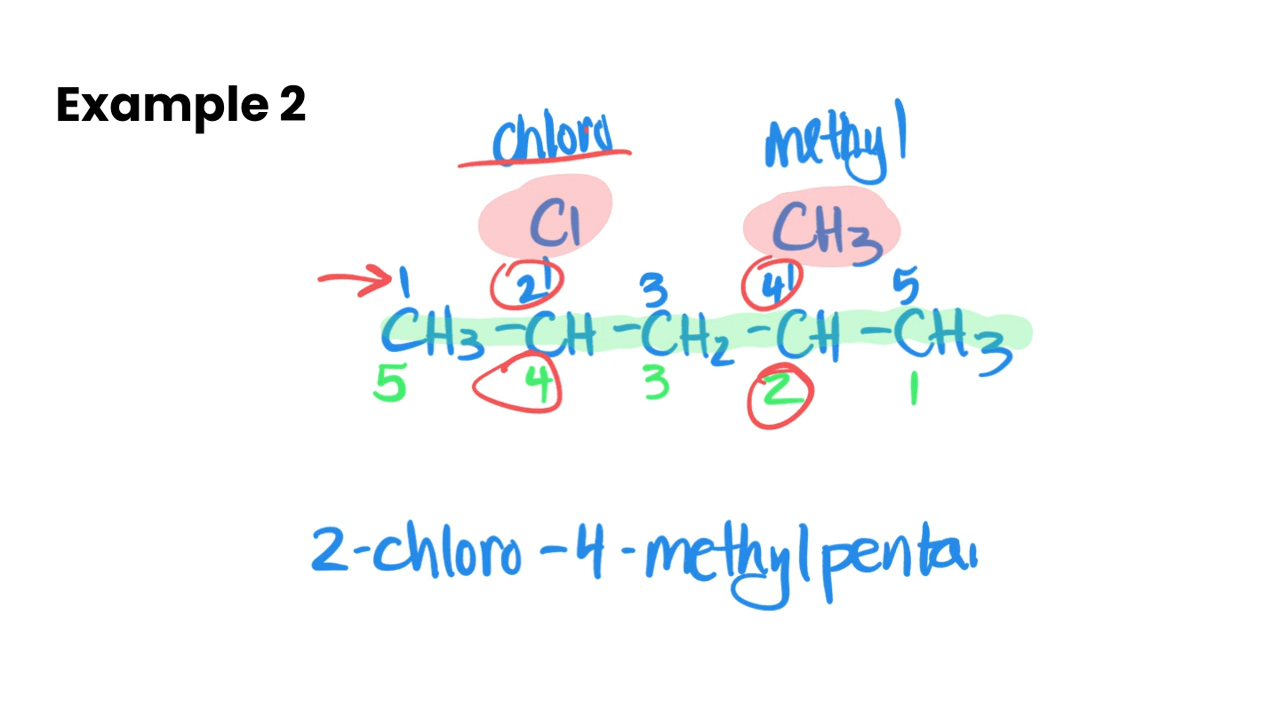 Example 2
chloro methyl
Cl CH3
1 2 3 4 5
CH3 - CH - CH2 - CH - CH3
5 4 3 2 1
2-chloro-4-methylpenta